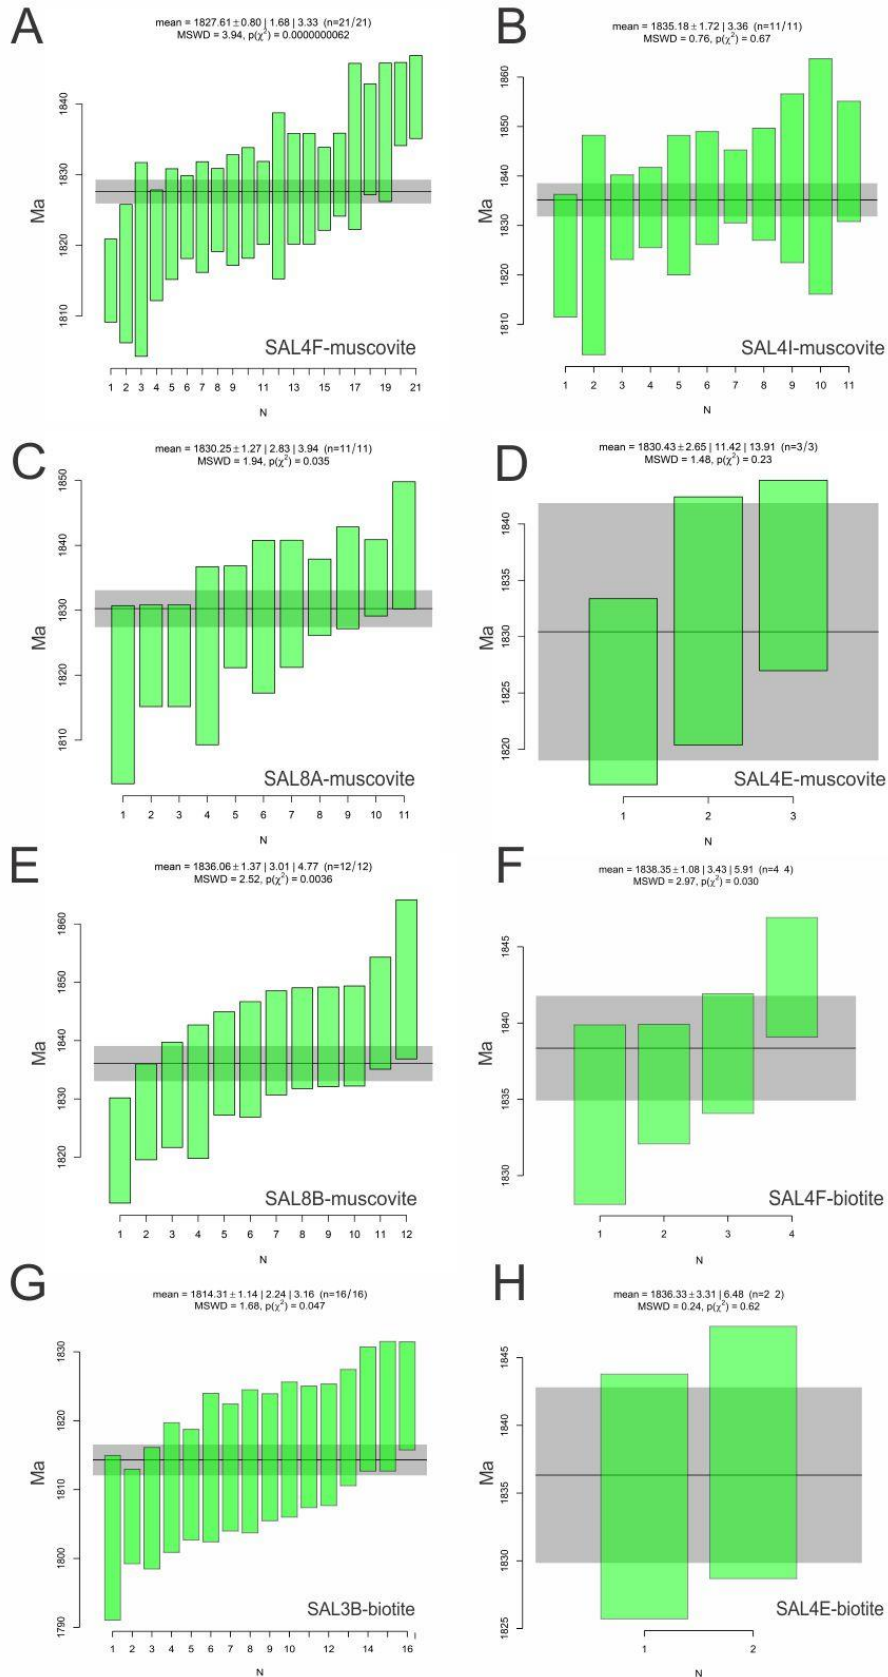 A
mean = 1827.61 ± 0.80 | 1.68 | 3.33 (n=21/21)
MSWD = 3.94, p(χ²) = 0.0000000062
Ma
1840
1830
1820
1810
SAL4F-muscovite
1 2 3 4 5 6 7 8 9 11 13 15 17 19 21
N
B
mean = 1835.18 ± 1.72 | 3.36 (n=11/11)
MSWD = 0.76, p(χ²) = 0.67
Ma
1860
1850
1840
1830
1820
1810
SAL4I-muscovite
1 2 3 4 5 6 7 8 9 10 11
N
C
mean = 1830.25 ± 1.27 | 2.83 | 3.94 (n=11/11)
MSWD = 1.94, p(χ²) = 0.035
Ma
1850
1840
1830
1820
1810
SAL8A-muscovite
1 2 3 4 5 6 7 8 9 10 11
N
D
mean = 1830.43 ± 2.65 | 11.42 | 13.91 (n=3/3)
MSWD = 1.48, p(χ²) = 0.23
Ma
1840
1835
1830
1825
1820
SAL4E-muscovite
1 2 3
N
E
mean = 1836.06 ± 1.37 | 3.01 | 4.77 (n=12/12)
MSWD = 2.52, p(χ²) = 0.0036
Ma
1860
1850
1840
1830
1820
SAL8B-muscovite
1 2 3 4 5 6 7 8 9 10 11 12
N
F
mean = 1838.35 ± 1.08 | 3.43 | 5.91 (n=4 4)
MSWD = 2.97, p(χ²) = 0.030
Ma
1845
1840
1835
1830
SAL4F-biotite
1 2 3 4
N
G
mean = 1814.31 ± 1.14 | 2.24 | 3.16 (n=16/16)
MSWD = 1.68, p(χ²) = 0.047
Ma
1830
1820
1810
1800
1790
SAL3B-biotite
1 2 3 4 5 6 7 8 9 10 12 14 16
N
H
mean = 1836.33 ± 3.31 | 6.48 (n=2 2)
MSWD = 0.24, p(χ²) = 0.62
Ma
1845
1840
1835
1830
1825
SAL4E-biotite
1 2
N